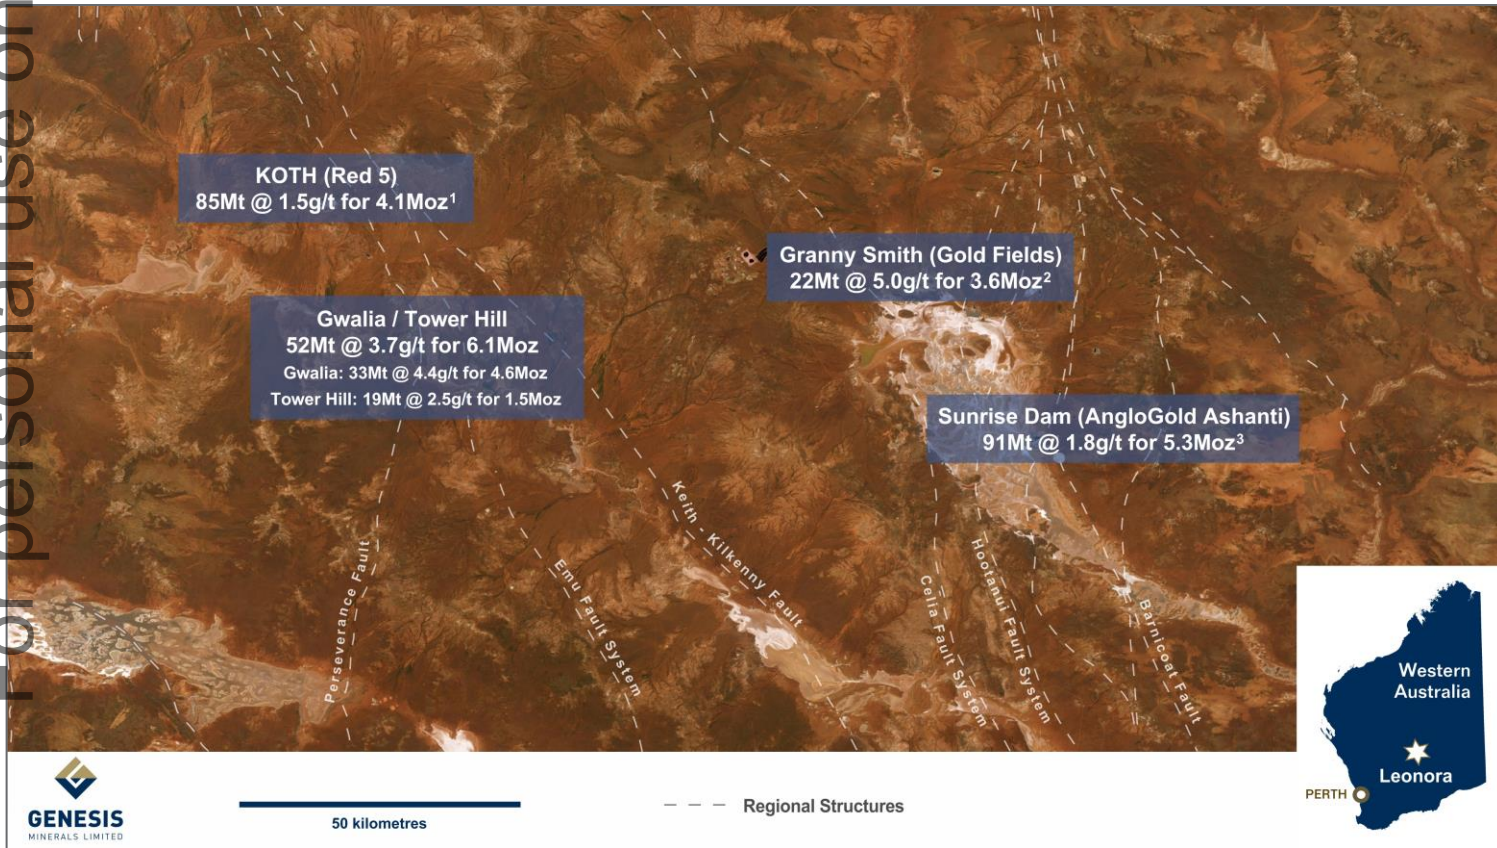 For personal use on
KOTH (Red 5)
85Mt @ 1.5g/t for 4.1Moz¹
Granny Smith (Gold Fields)
22Mt @ 5.0g/t for 3.6Moz²
Gwalia / Tower Hill
52Mt @ 3.7g/t for 6.1Moz
Gwalia: 33Mt @ 4.4g/t for 4.6Moz
Tower Hill: 19Mt @ 2.5g/t for 1.5Moz
Sunrise Dam (AngloGold Ashanti)
91Mt @ 1.8g/t for 5.3Moz³
Perseverance Fault
Emu Fault System
Keith - Kilkenny Fault
Celia Fault System
Hootanui Fault System
Barnicoat Fault
Western
Australia
Leonora
PERTH
GENESIS
MINERALS LIMITED
50 kilometres
Regional Structures